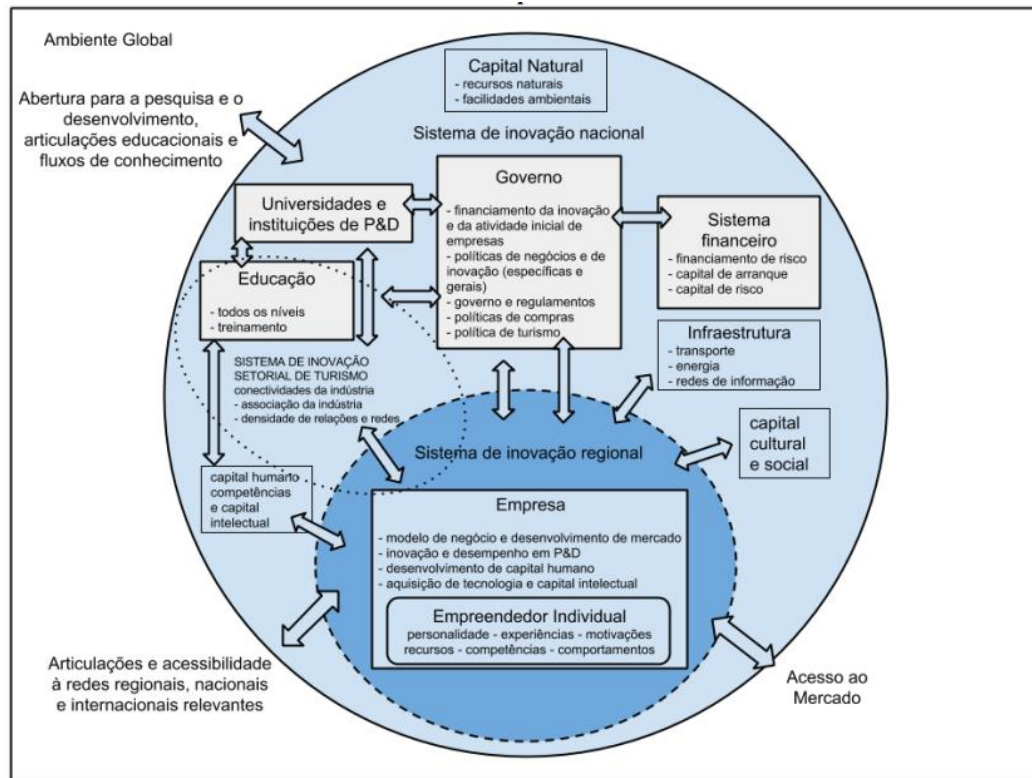 Ambiente Global
Capital Natural
- recursos naturais
- facilidades ambientais
Abertura para a pesquisa e o
desenvolvimento,
articulações educacionais e
fluxos de conhecimento
Sistema de inovação nacional
Universidades e
instituições de P&D
Governo
- financiamento da inovação
e da atividade inicial de
empresas
- políticas de negócios e de
inovação (específicas e
gerais)
- governo e regulamentos
- políticas de compras
- política de turismo
Sistema
financeiro
- financiamento de risco
- capital de arranque
- capital de risco
Educação
- todos os níveis
- treinamento
Infraestrutura
- transporte
- energia
- redes de informação
SISTEMA DE INOVAÇÃO
SETORIAL DE TURISMO
conectividades da indústria
- associação da indústria
- densidade de relações e redes
capital
cultural
e social
Sistema de inovação regional
capital humano
competências
e capital
intelectual
Empresa
- modelo de negócio e desenvolvimento de mercado
- inovação e desempenho em P&D
- desenvolvimento de capital humano
- aquisição de tecnologia e capital intelectual
Empreendedor Individual
personalidade - experiências - motivações
recursos - competências - comportamentos
Articulações e acessibilidade
à redes regionais, nacionais
e internacionais relevantes
Acesso ao
Mercado